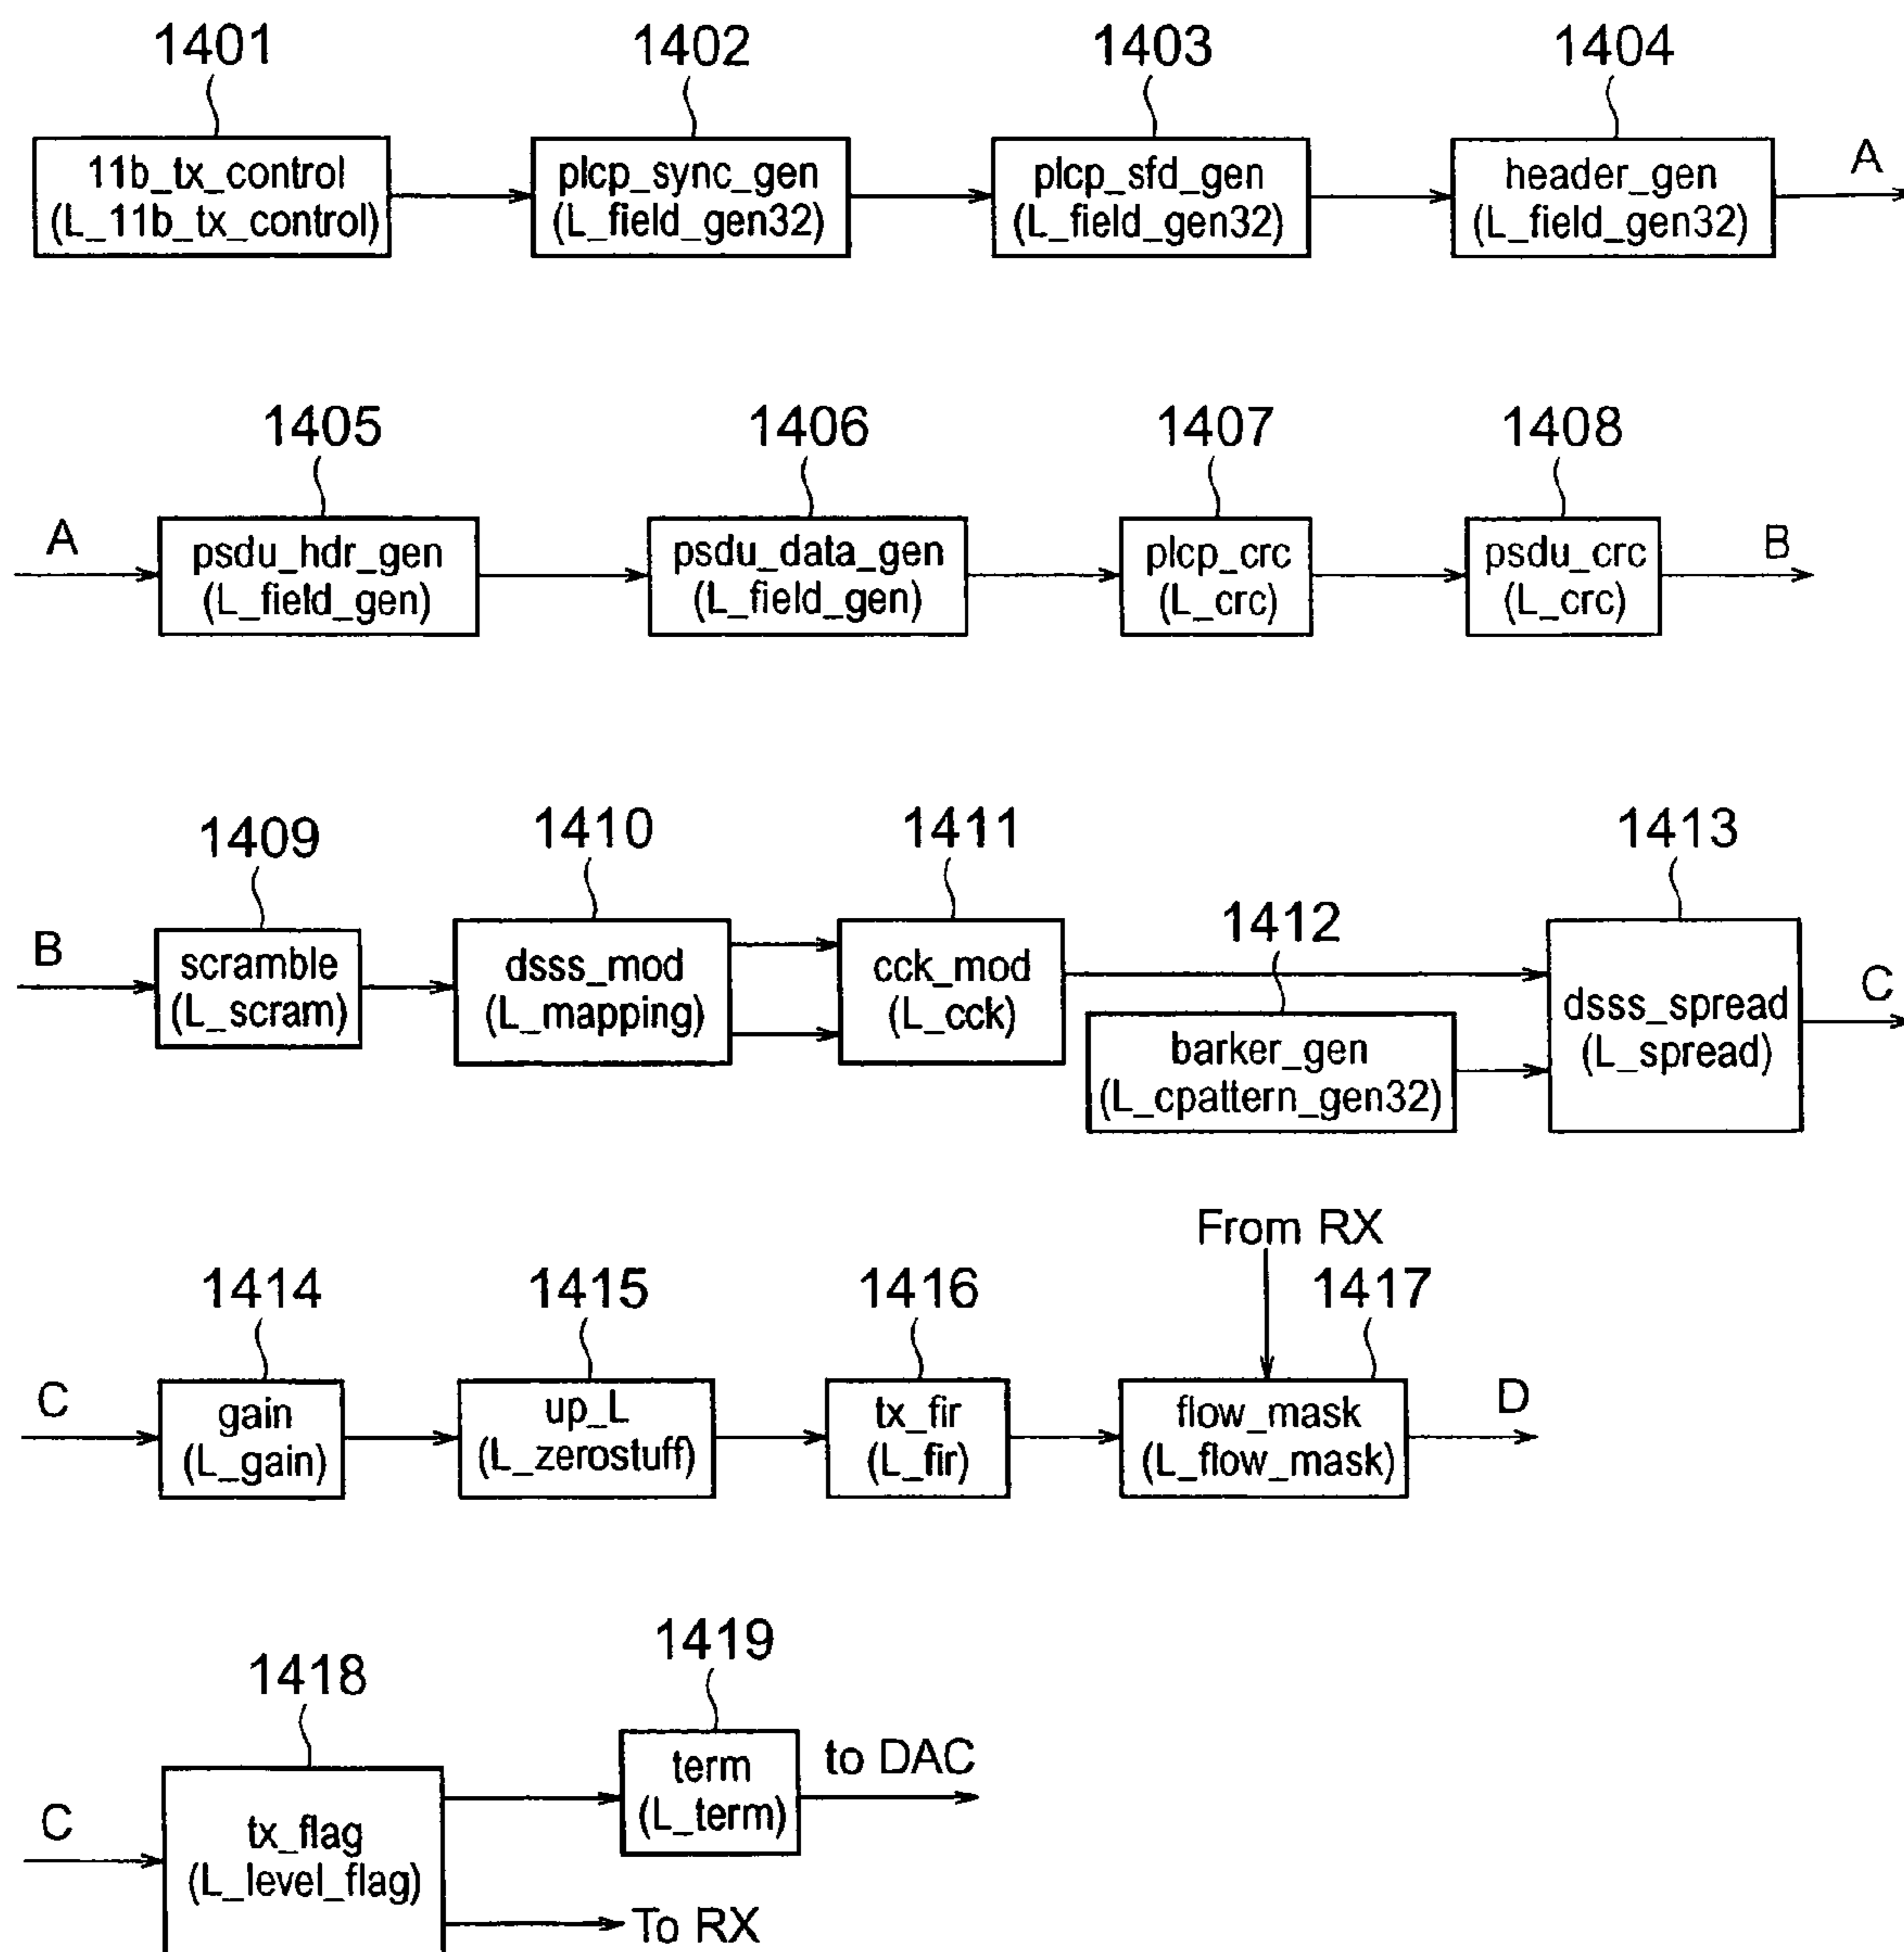 1401
1402
1403
1404
11b_tx_control
(L_11b_tx_control)
plcp_sync_gen
(L_field_gen32)
plcp_sfd_gen
(L_field_gen32)
header_gen
(L_field_gen32)
A
1405
1406
1407
1408
A
psdu_hdr_gen
(L_field_gen)
psdu_data_gen
(L_field_gen)
plcp_crc
(L_crc)
psdu_crc
(L_crc)
B
1409
1410
1411
1412
1413
B
scramble
(L_scram)
dsss_mod
(L_mapping)
cck_mod
(L_cck)
barker_gen
(L_cpattern_gen32)
dsss_spread
(L_spread)
C
From RX
1414
1415
1416
1417
C
gain
(L_gain)
up_L
(L_zerostuff)
tx_fir
(L_fir)
flow_mask
(L_flow_mask)
D
1418
1419
C
tx_flag
(L_level_flag)
term
(L_term)
to DAC
To RX